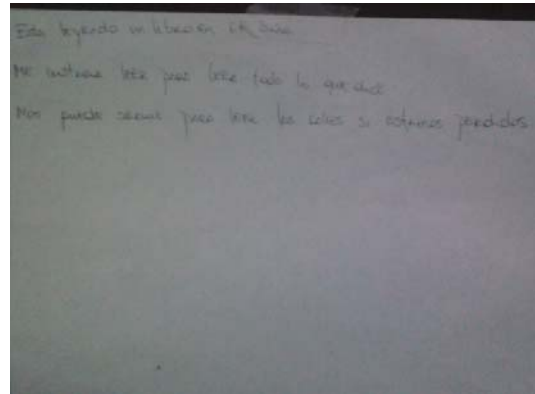 Esta leyendo un libro en
Me leer para leer todo lo que
Nos puede servir para leer las calles si estamos perdidos